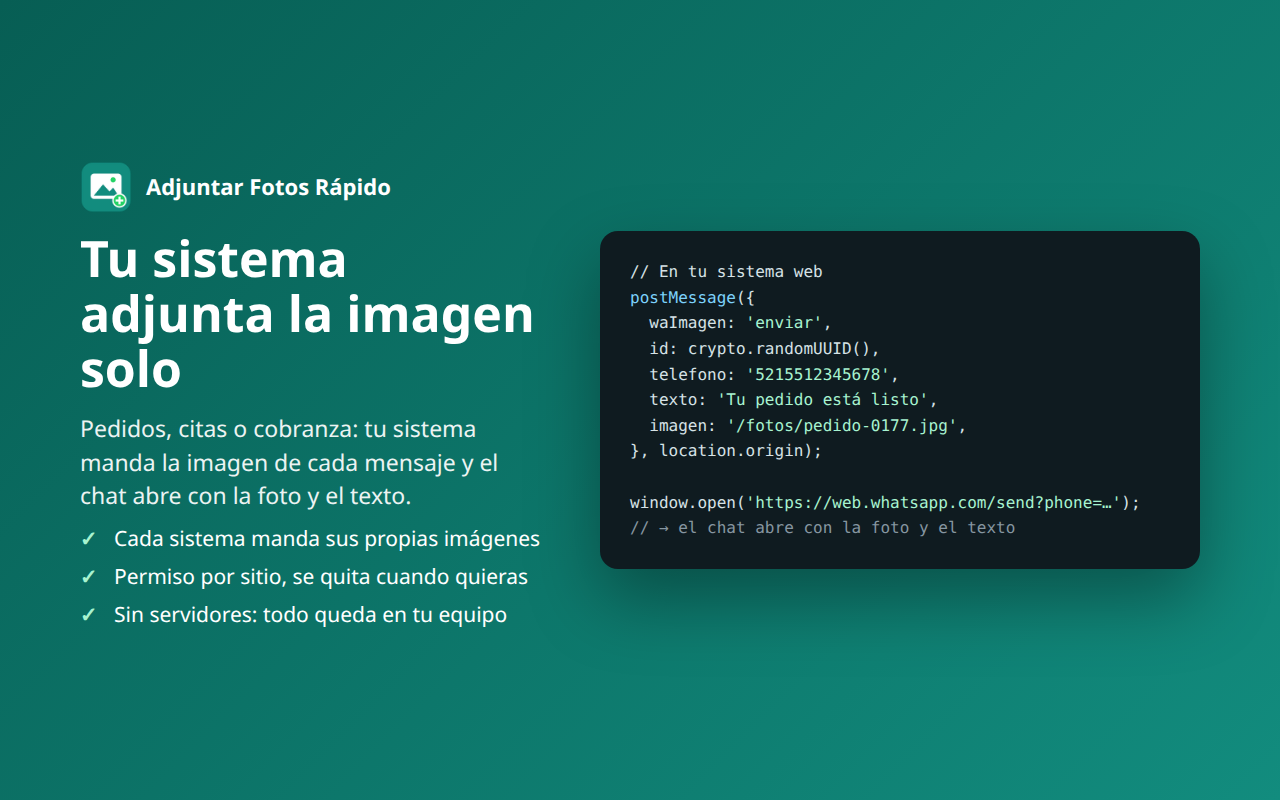 Adjuntar Fotos Rápido
Tu sistema
adjunta la imagen
solo
Pedidos, citas o cobranza: tu sistema
manda la imagen de cada mensaje y el
chat abre con la foto y el texto.
✓ Cada sistema manda sus propias imágenes
✓ Permiso por sitio, se quita cuando quieras
✓ Sin servidores: todo queda en tu equipo
// En tu sistema web
postMessage({
  waImagen: 'enviar',
  id: crypto.randomUUID(),
  telefono: '5215512345678',
  texto: 'Tu pedido está listo',
  imagen: '/fotos/pedido-0177.jpg',
}, location.origin);
window.open('https://web.whatsapp.com/send?phone=…');
// → el chat abre con la foto y el texto